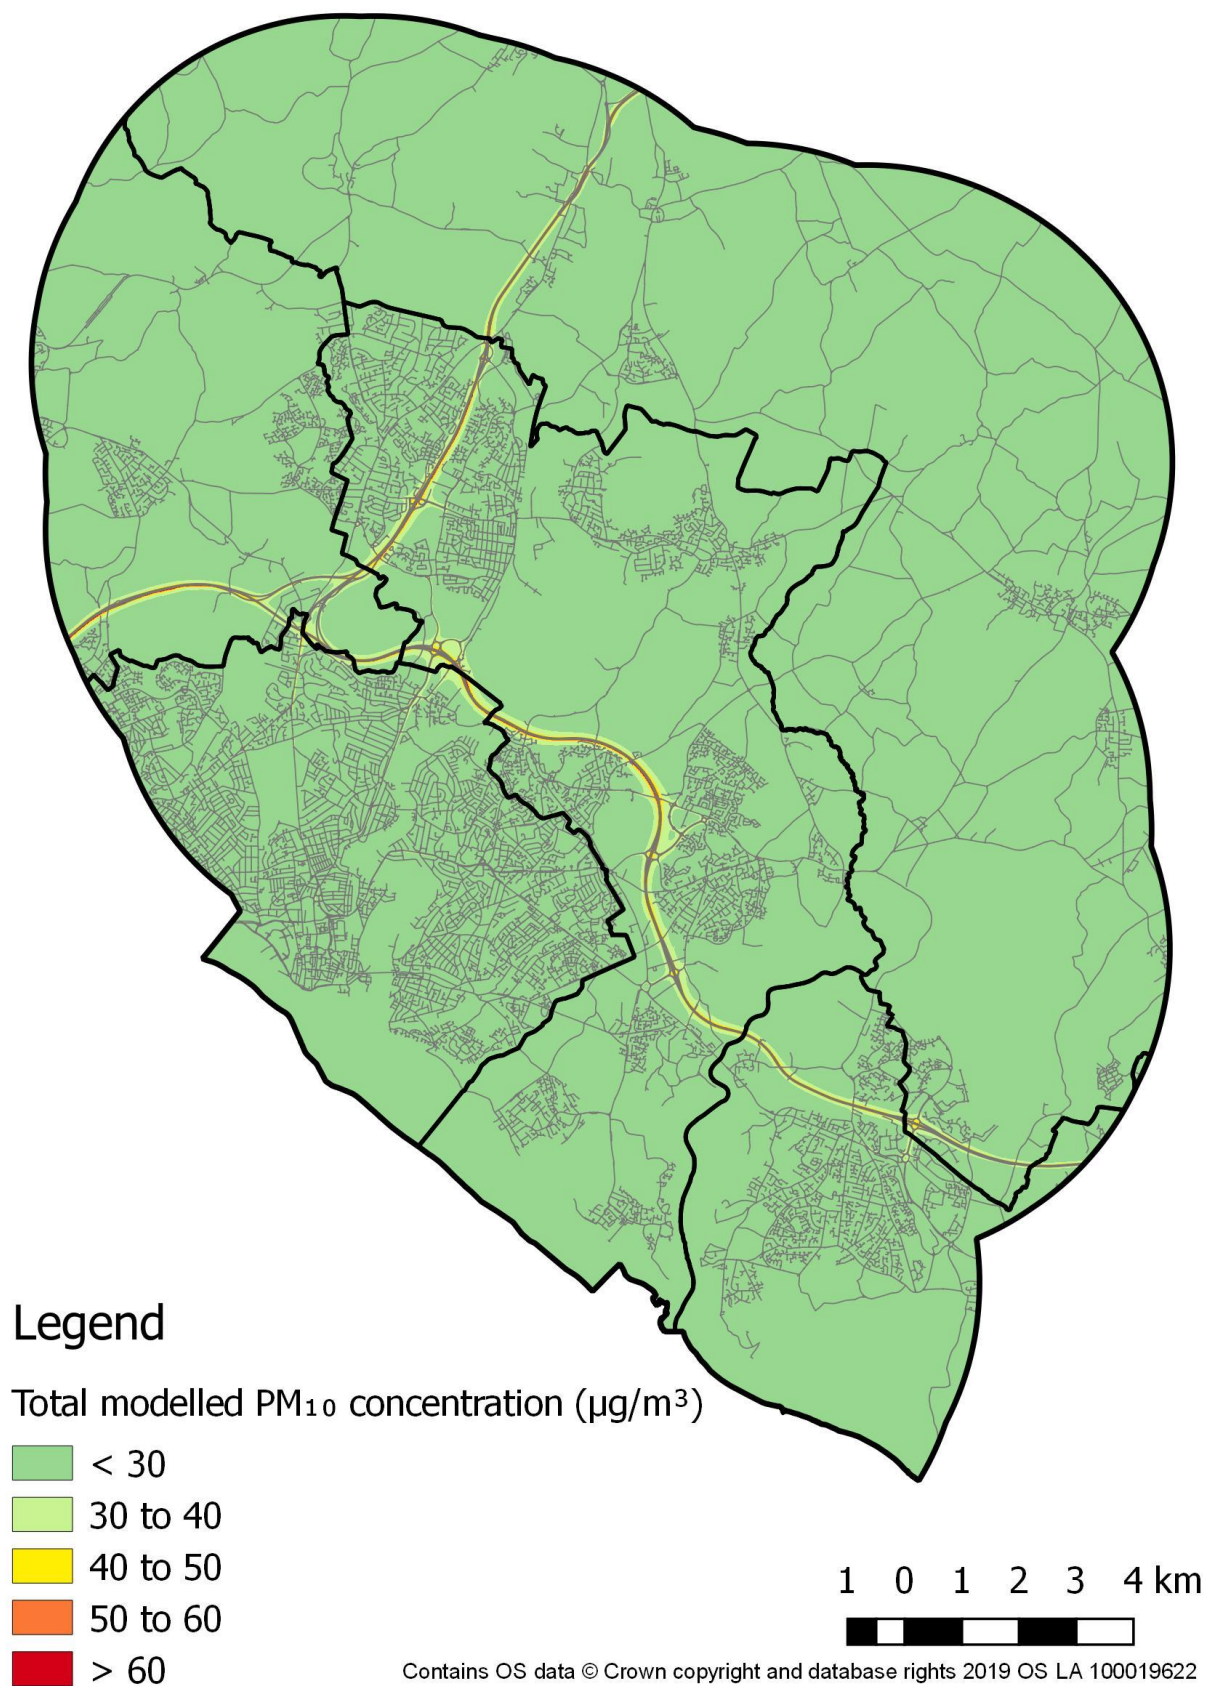 Legend
Total modelled PM₁₀ concentration (µg/m³)
< 30
30 to 40
40 to 50
50 to 60
> 60
1 0 1 2 3 4 km
Contains OS data © Crown copyright and database rights 2019 OS LA 100019622